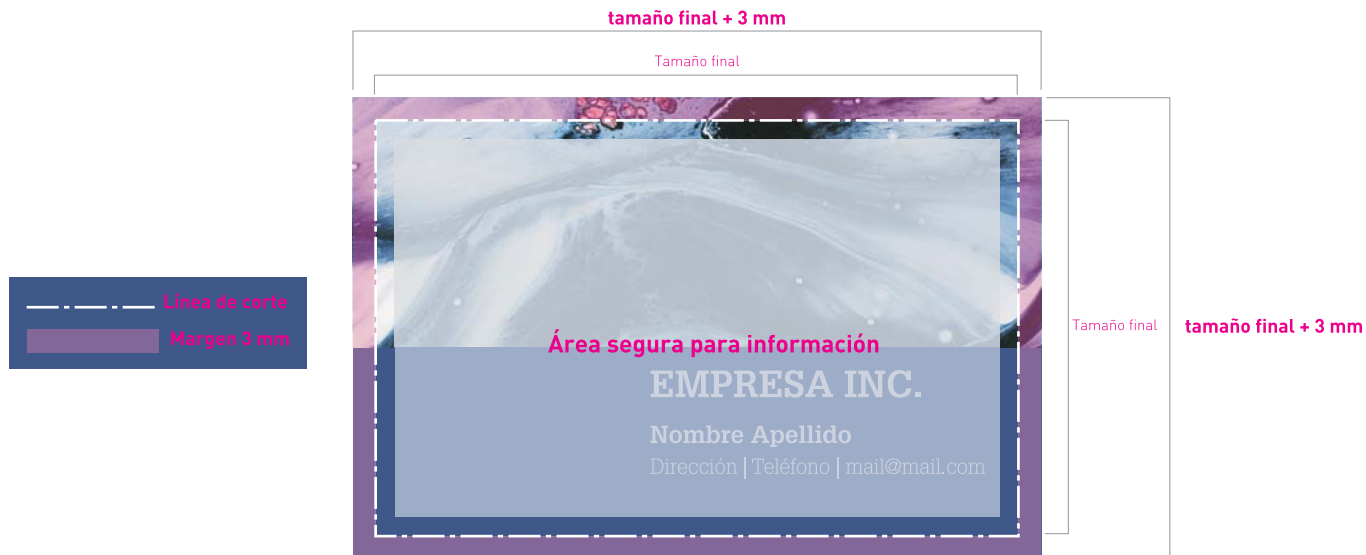 tamaño final + 3 mm
Tamaño final
Línea de corte
Margen 3 mm
Área segura para información
EMPRESA INC.
Nombre Apellido
Dirección | Teléfono | mail@mail.com
Tamaño final
tamaño final + 3 mm